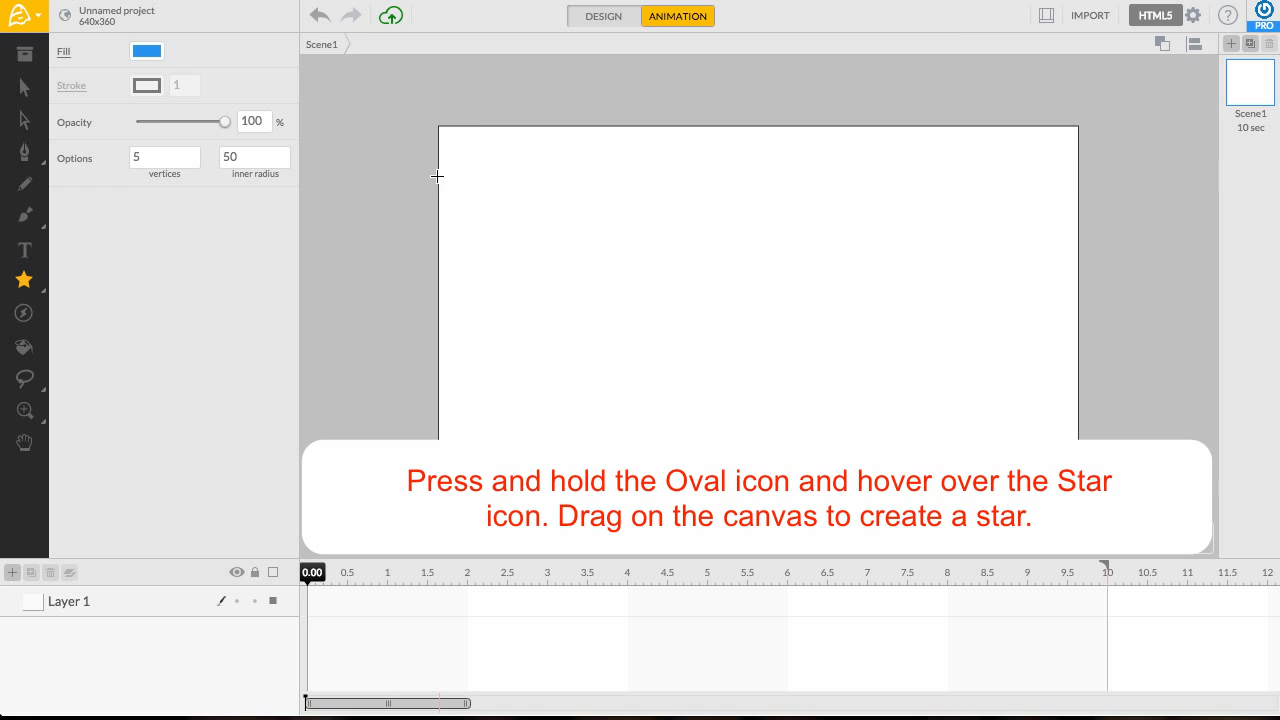 Unnamed project
640x360
DESIGN
ANIMATION
IMPORT
HTML5
?
PRO
Scene1
Fill
Stroke
1
Opacity
100
%
Options
5
50
vertices
inner radius
T
Scene1
10 sec
Press and hold the Oval icon and hover over the Star
icon. Drag on the canvas to create a star.
0.00 0.5 1 1.5 2 2.5 3 3.5 4 4.5 5 5.5 6 6.5 7 7.5 8 8.5 9 9.5 10 10.5 11 11.5 12
Layer 1